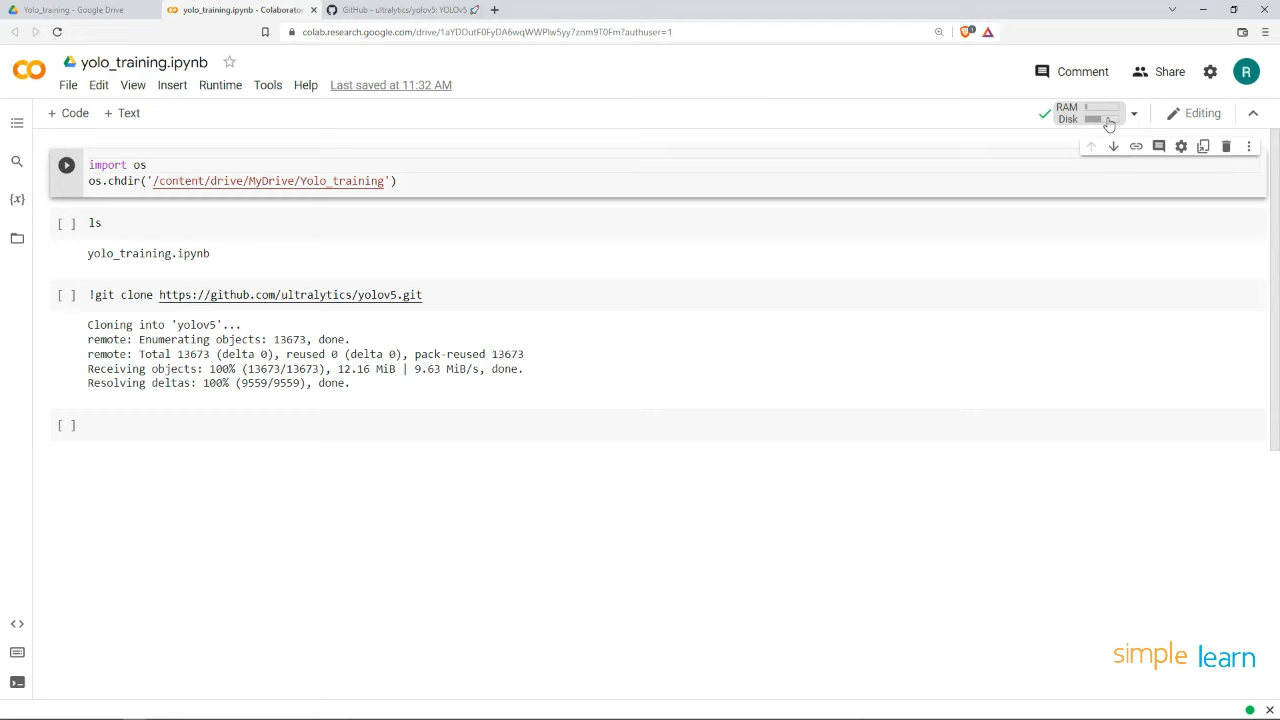 Yolo_training - Google Drive
yolo_training.ipynb - Colaborato
GitHub - ultralytics/yolov5: YOLOv5
colab.research.google.com/drive/1aYDDutF0FyDA6wqWWPlw5yy7znm9T0Fm?authuser=1
yolo_training.ipynb
File Edit View Insert Runtime Tools Help Last saved at 11:32 AM
Comment
Share
R
+ Code + Text
RAM
Disk
Editing
import os
os.chdir('/content/drive/MyDrive/Yolo_training')
[ ] ls
yolo_training.ipynb
[ ] !git clone https://github.com/ultralytics/yolov5.git
Cloning into 'yolov5'...
remote: Enumerating objects: 13673, done.
remote: Total 13673 (delta 0), reused 0 (delta 0), pack-reused 13673
Receiving objects: 100% (13673/13673), 12.16 MiB | 9.63 MiB/s, done.
Resolving deltas: 100% (9559/9559), done.
[ ]
simplelearn